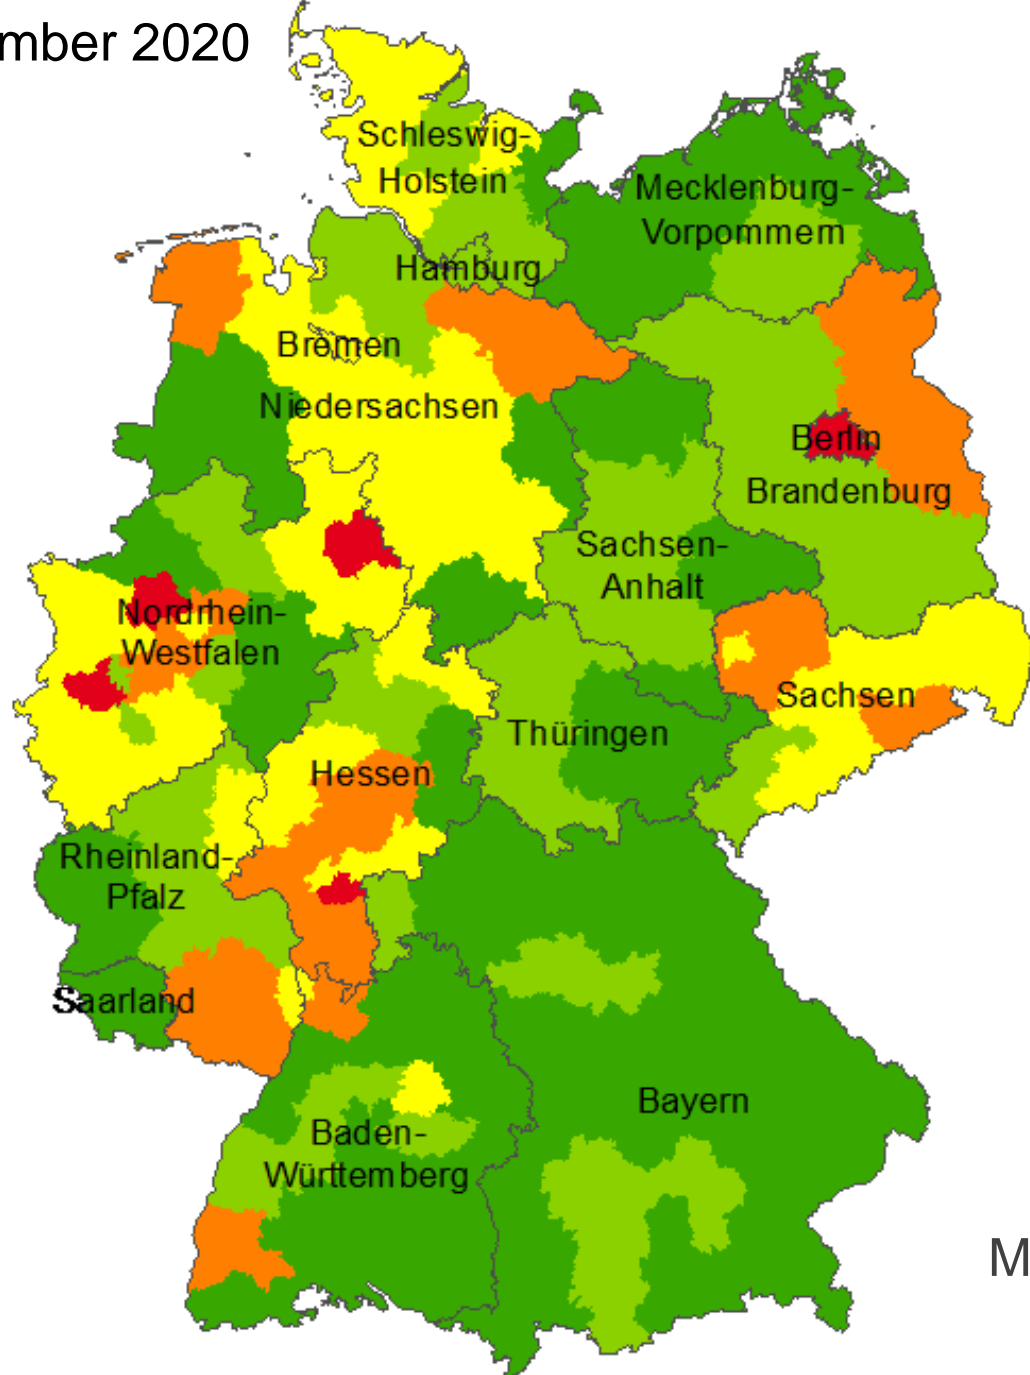 mber 2020
Schleswig-
Holstein
Mecklenburg-
Vorpommern
Hamburg
Bremen
Niedersachsen
Berlin
Brandenburg
Sachsen-
Anhalt
Nordrhein-
Westfalen
Sachsen
Thüringen
Hessen
Rheinland-
Pfalz
Saarland
Bayern
Baden-
Württemberg
M